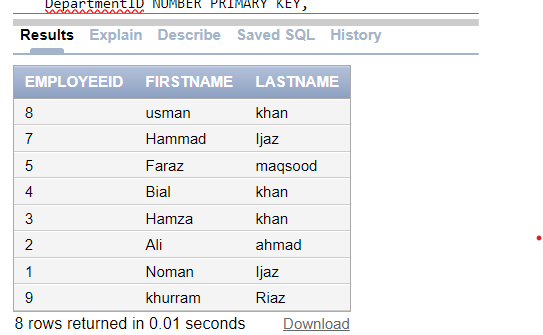 DepartmentID NUMBER PRIMARY KEY,
Results Explain Describe Saved SQL History
EMPLOYEEID FIRSTNAME LASTNAME
8 usman khan
7 Hammad Ijaz
5 Faraz maqsood
4 Bial khan
3 Hamza khan
2 Ali ahmad
1 Noman Ijaz
9 khurram Riaz
8 rows returned in 0.01 seconds Download